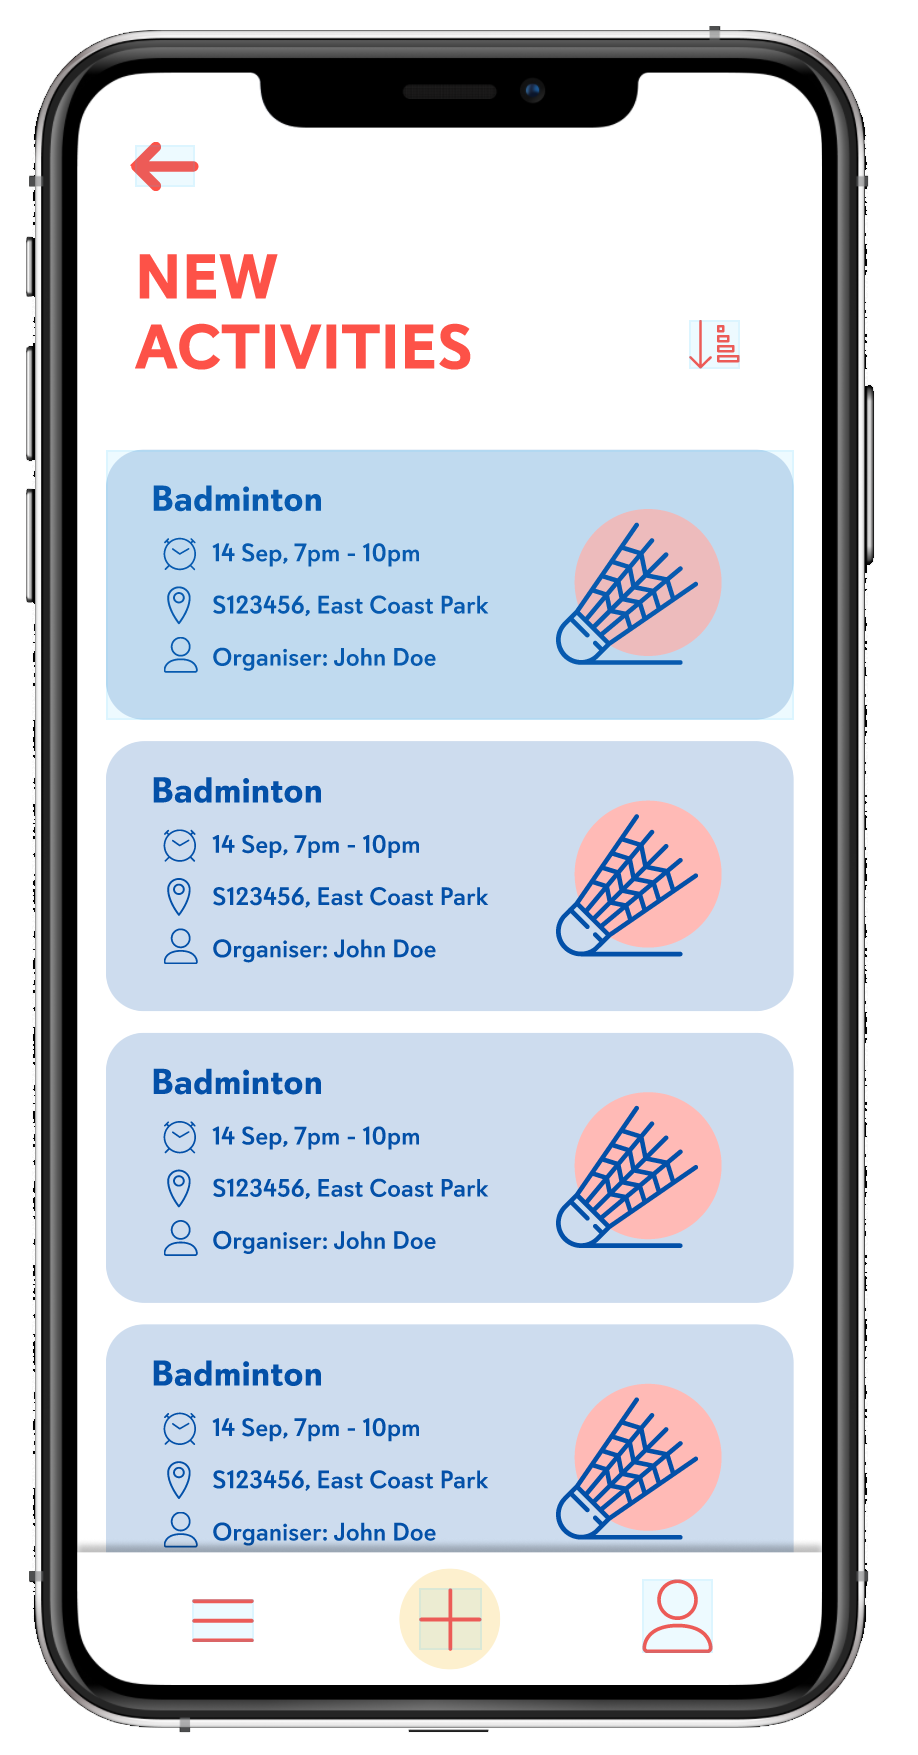 NEW
ACTIVITIES
Badminton
14 Sep, 7pm - 10pm
S123456, East Coast Park
Organiser: John Doe
Badminton
14 Sep, 7pm - 10pm
S123456, East Coast Park
Organiser: John Doe
Badminton
14 Sep, 7pm - 10pm
S123456, East Coast Park
Organiser: John Doe
Badminton
14 Sep, 7pm - 10pm
S123456, East Coast Park
Organiser: John Doe